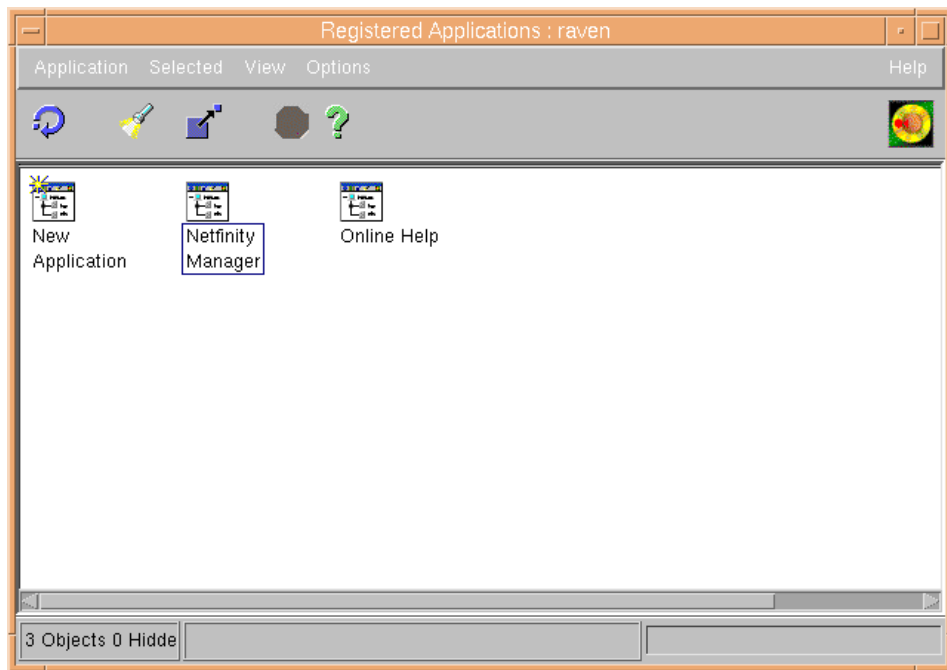 Registered Applications : raven
Application Selected View Options Help
New Application
Netfinity Manager
Online Help
3 Objects 0 Hidde